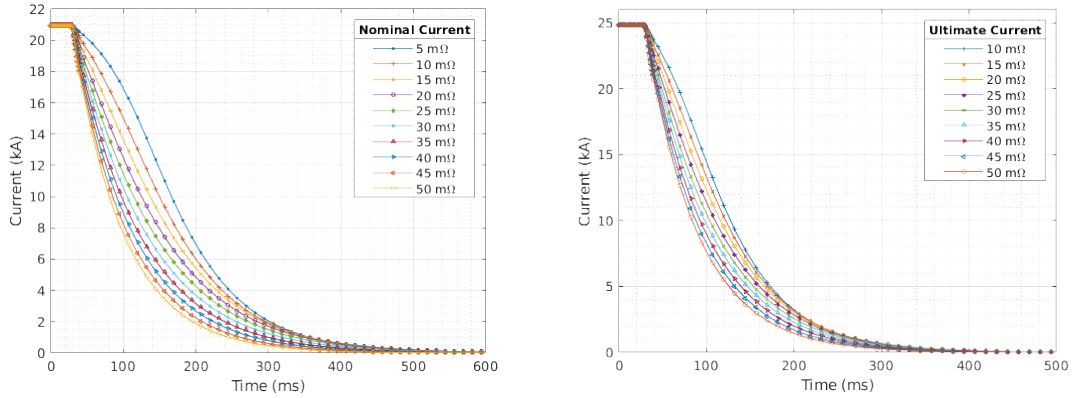 22
20
18
16
14
12
10
8
6
4
2
0
Current (kA)
0 100 200 300 400 500 600
Time (ms)
Nominal Current
5 mΩ
10 mΩ
15 mΩ
20 mΩ
25 mΩ
30 mΩ
35 mΩ
40 mΩ
45 mΩ
50 mΩ
25
20
15
10
5
0
Current (kA)
0 100 200 300 400 500
Time (ms)
Ultimate Current
10 mΩ
15 mΩ
20 mΩ
25 mΩ
30 mΩ
35 mΩ
40 mΩ
45 mΩ
50 mΩ